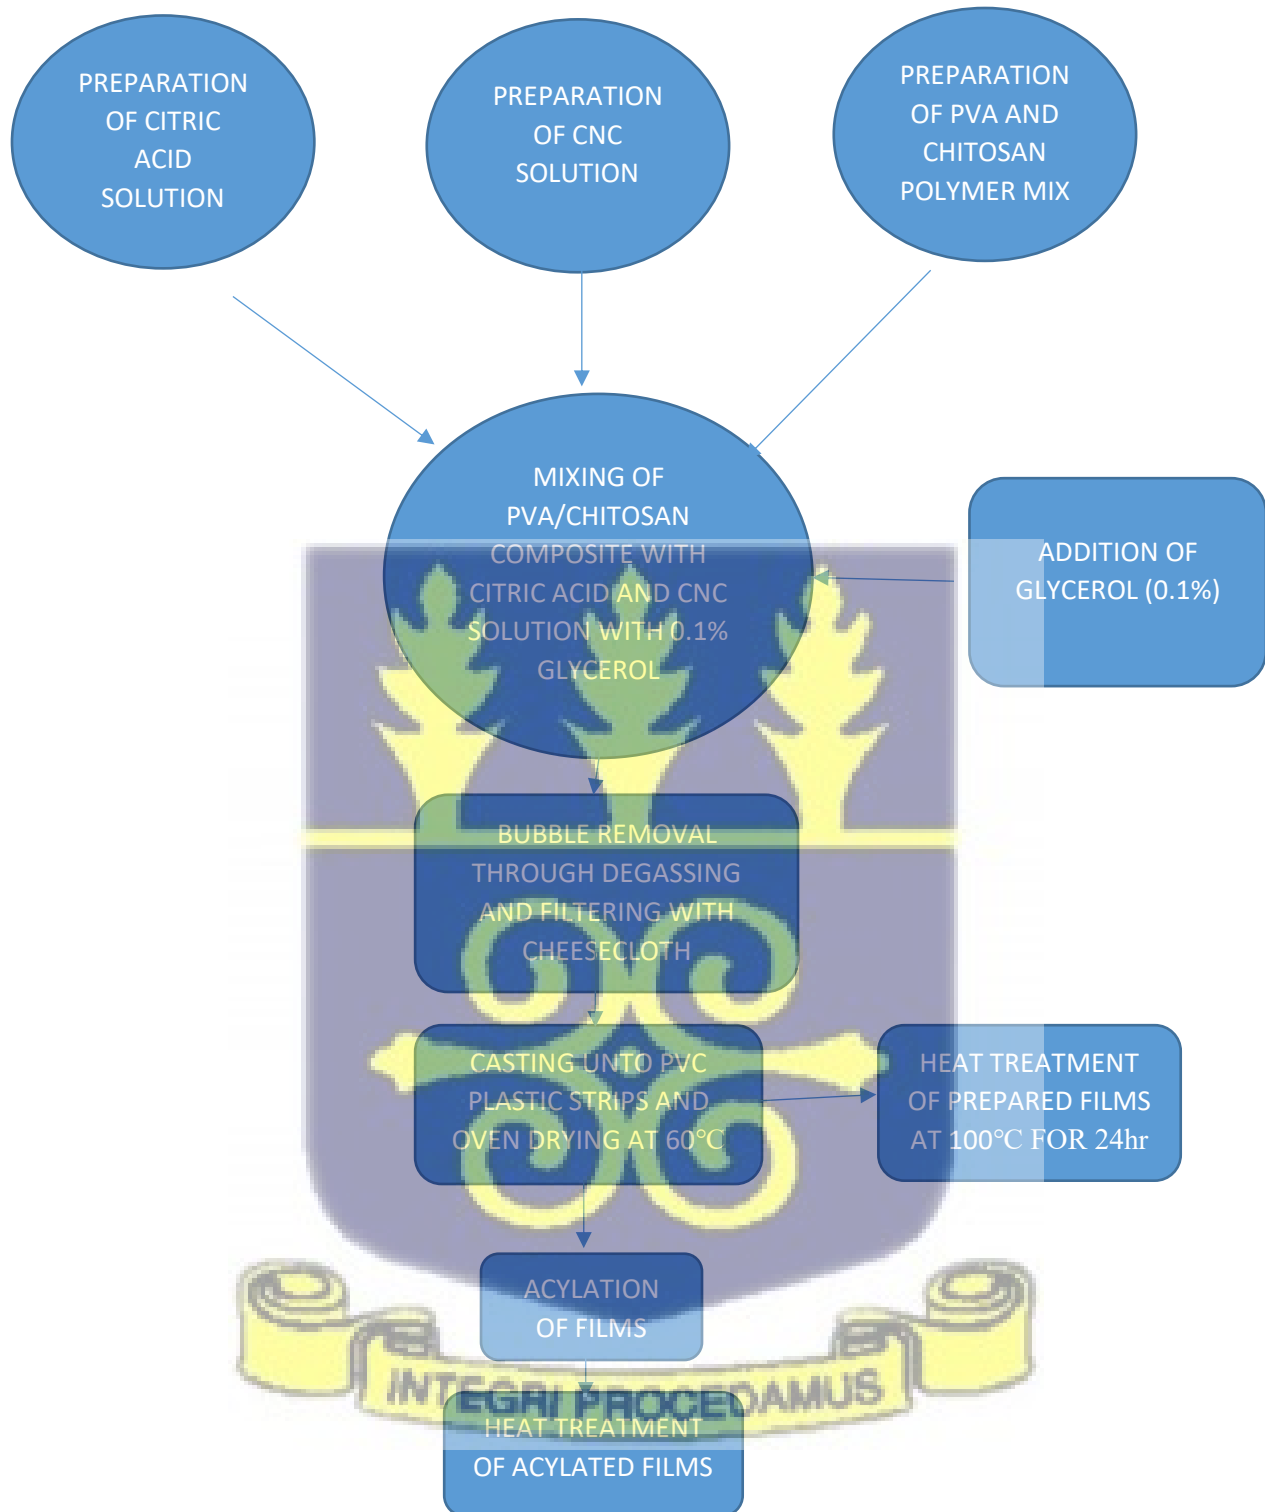 PREPARATION
OF CITRIC
ACID
SOLUTION
PREPARATION
OF CNC
SOLUTION
PREPARATION
OF PVA AND
CHITOSAN
POLYMER MIX
MIXING OF
PVA/CHITOSAN
COMPOSITE WITH
CITRIC ACID AND CNC
SOLUTION WITH 0.1%
GLYCEROL
ADDITION OF
GLYCEROL (0.1%)
BUBBLE REMOVAL
THROUGH DEGASSING
AND FILTERING WITH
CHEESECLOTH
CASTING UNTO PVC
PLASTIC STRIPS AND
OVEN DRYING AT 60℃
HEAT TREATMENT
OF PREPARED FILMS
AT 100℃ FOR 24hr
ACYLATION
OF FILMS
INTEGRI PROCEDAMUS
HEAT TREATMENT
OF ACYLATED FILMS